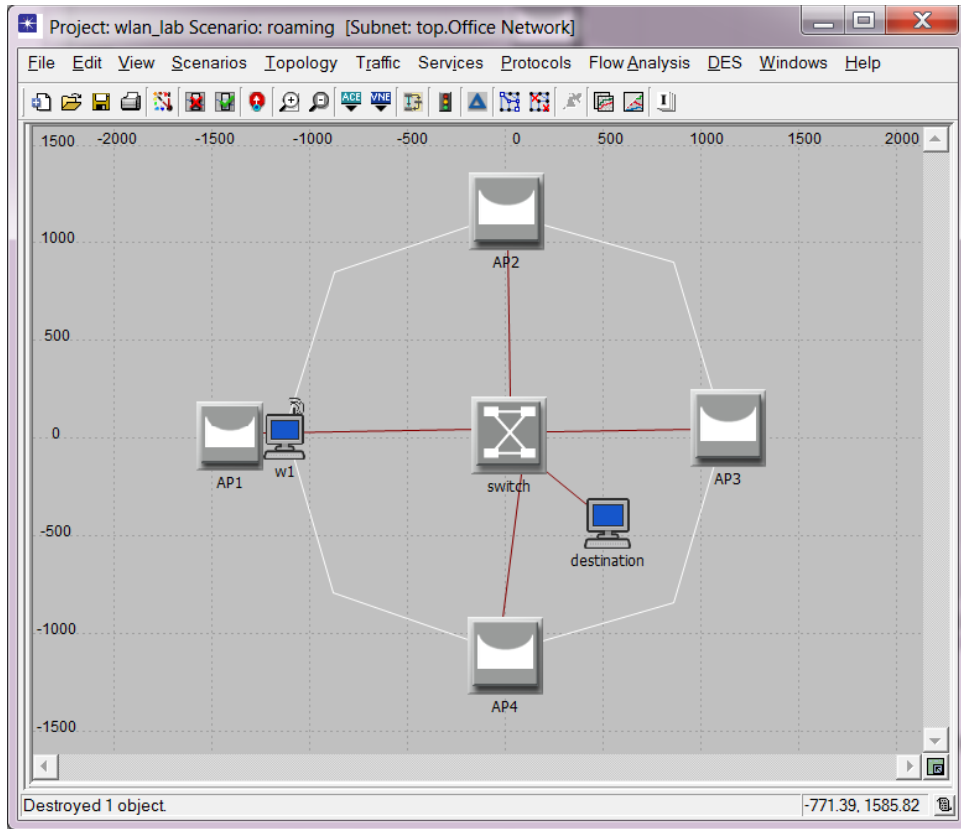 Project: wlan_lab Scenario: roaming [Subnet: top.Office Network]
File Edit View Scenarios Topology Traffic Services Protocols Flow Analysis DES Windows Help
ACE VNE
1500 -2000 -1500 -1000 -500 0 500 1000 1500 2000
1000
AP2
500
0
AP1
w1
switch
AP3
-500
destination
-1000
AP4
-1500
Destroyed 1 object.
-771.39, 1585.82